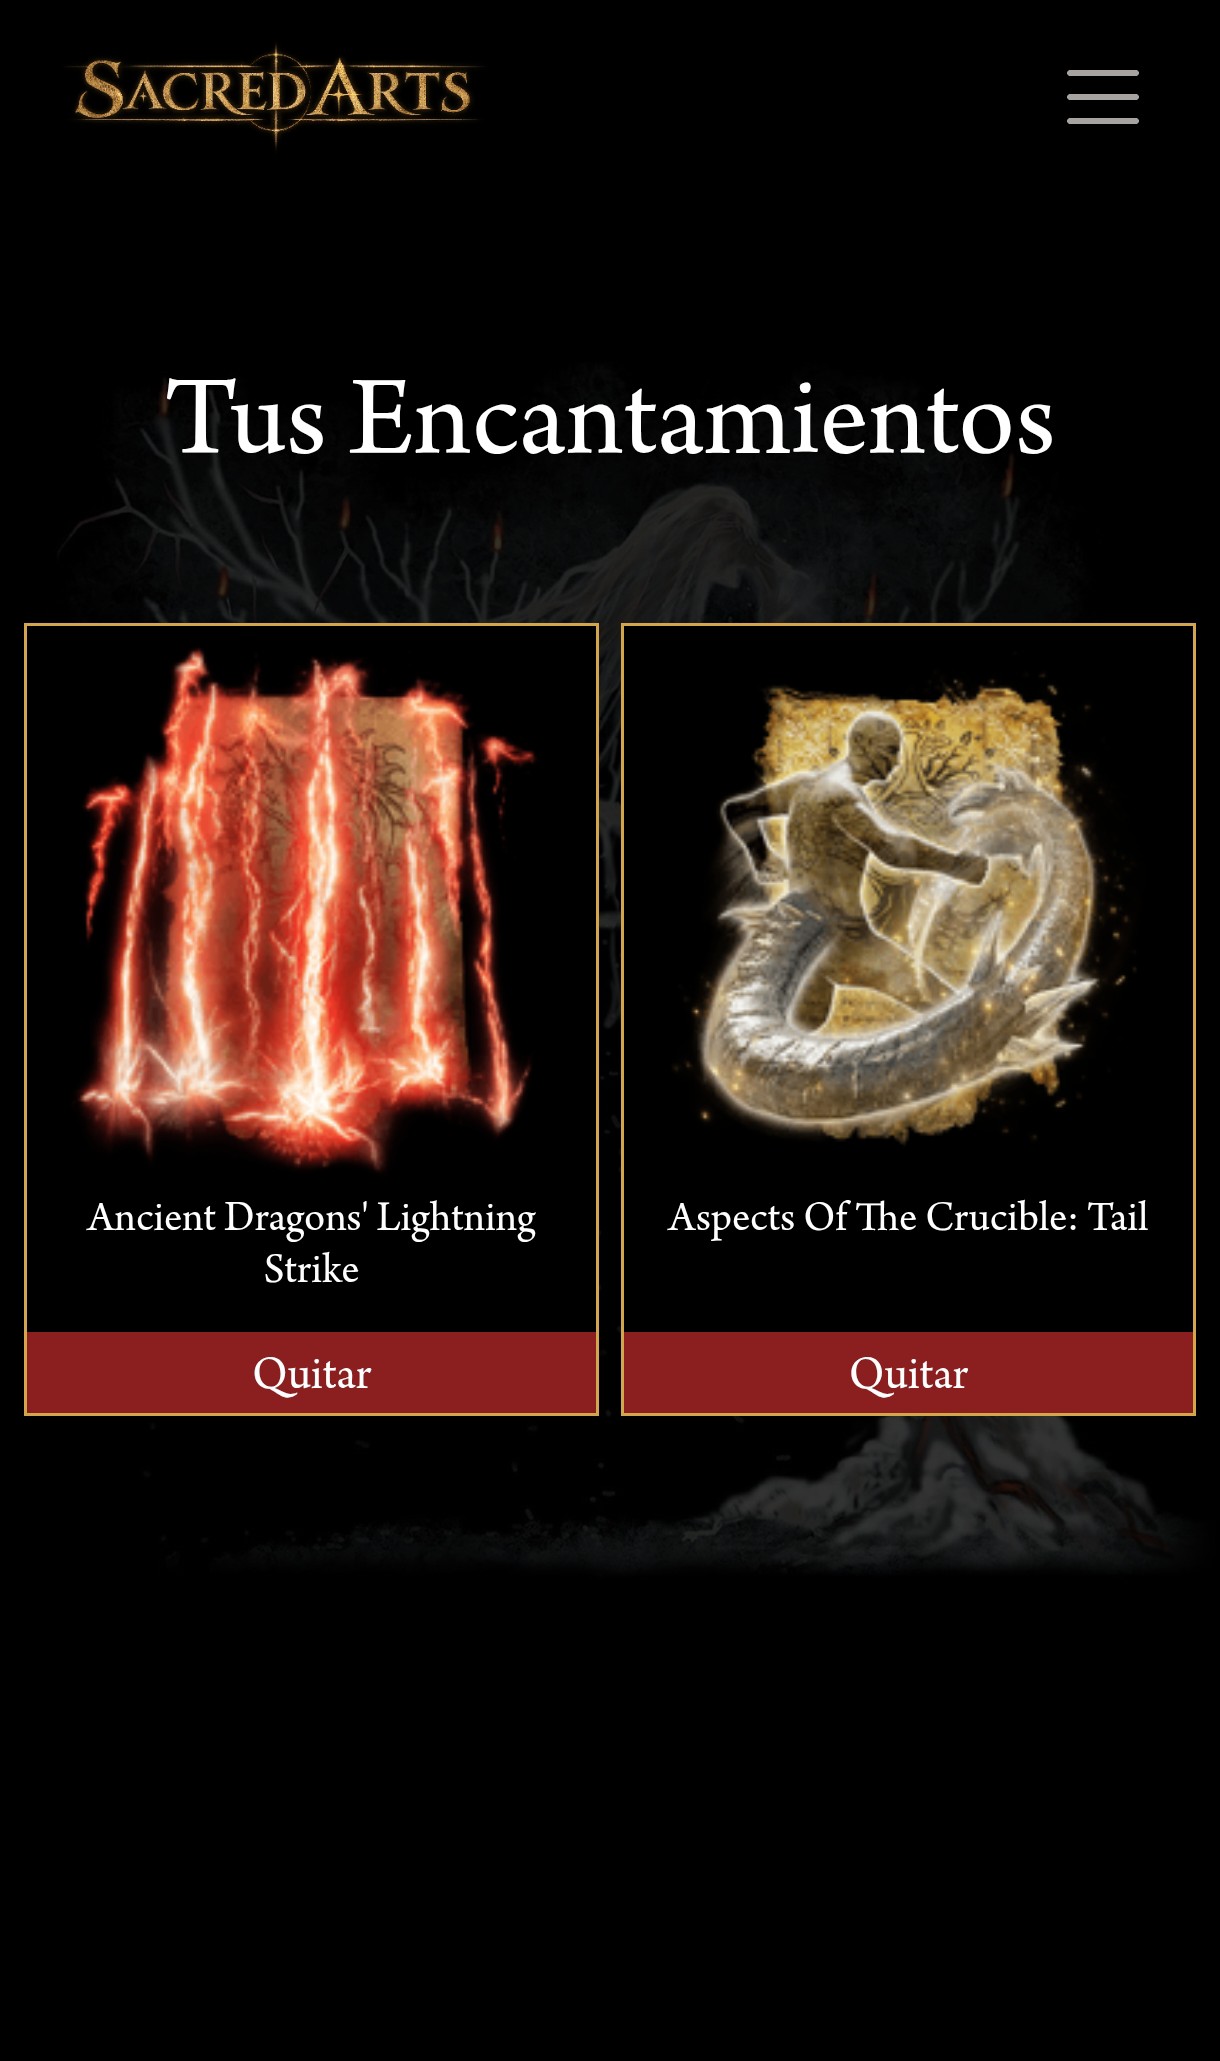 SACRED ARTS
Tus Encantamientos
Ancient Dragons' Lightning
Strike
Quitar
Aspects Of The Crucible: Tail
Quitar